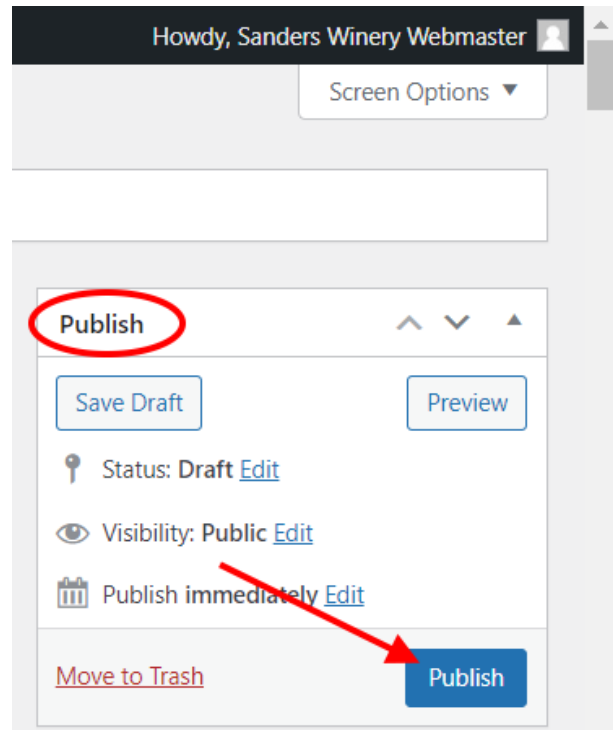 Howdy, Sanders Winery Webmaster
Screen Options
Publish
Save Draft
Preview
Status: Draft Edit
Visibility: Public Edit
Publish immediately Edit
Move to Trash
Publish